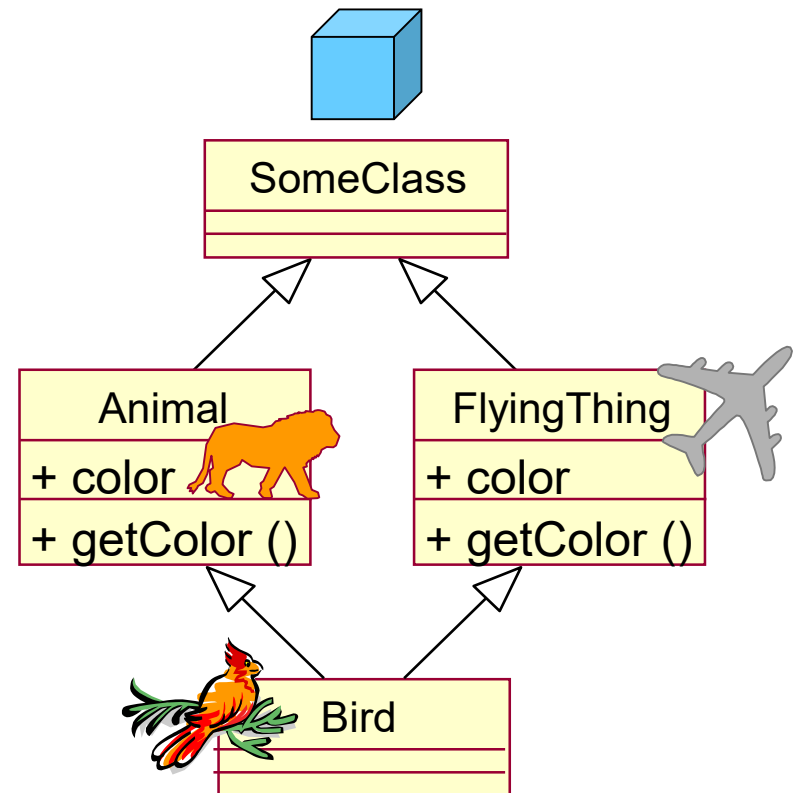 SomeClass
Animal
+ color
+ getColor ()
FlyingThing
+ color
+ getColor ()
Bird